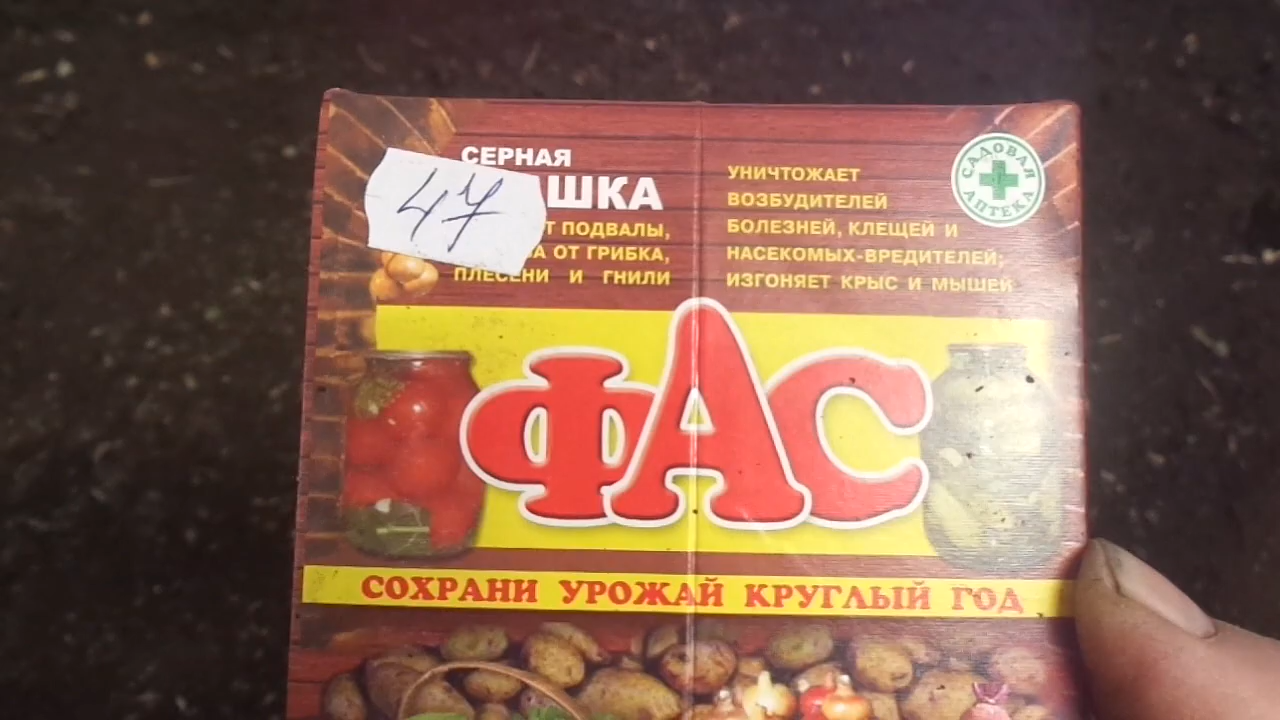 47
СЕРНАЯ
ПОДВАЛЫ,
ОТ ГРИБКА,
ПЛЕСЕНИ И ГНИЛИ
УНИЧТОЖАЕТ
ВОЗБУДИТЕЛЕЙ
БОЛЕЗНЕЙ, КЛЕЩЕЙ И
НАСЕКОМЫХ-ВРЕДИТЕЛЕЙ;
ИЗГОНЯЕТ КРЫС И МЫШЕЙ
САДОВАЯ
АПТЕКА
ФАС
СОХРАНИ УРОЖАЙ КРУГЛЫЙ ГОД